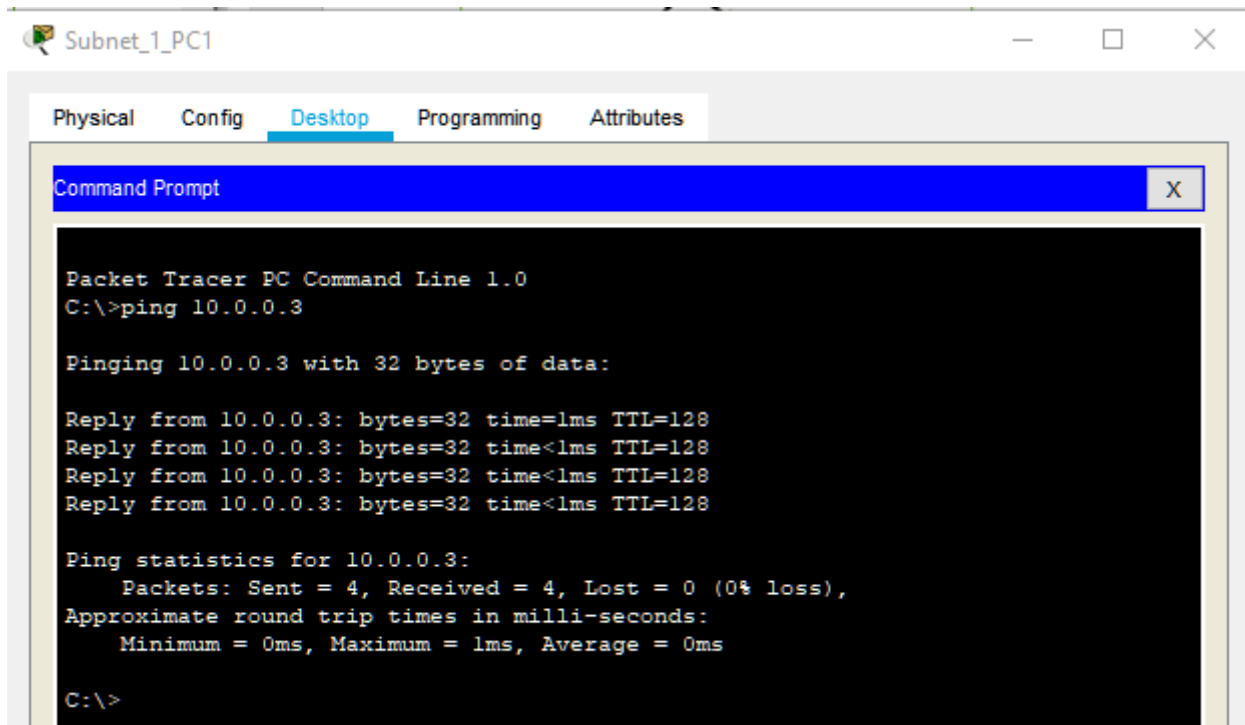 Subnet_1_PC1
Physical Config Desktop Programming Attributes
Command Prompt X
Packet Tracer PC Command Line 1.0
C:\>ping 10.0.0.3
Pinging 10.0.0.3 with 32 bytes of data:
Reply from 10.0.0.3: bytes=32 time=1ms TTL=128
Reply from 10.0.0.3: bytes=32 time<1ms TTL=128
Reply from 10.0.0.3: bytes=32 time<1ms TTL=128
Reply from 10.0.0.3: bytes=32 time<1ms TTL=128
Ping statistics for 10.0.0.3:
Packets: Sent = 4, Received = 4, Lost = 0 (0% loss),
Approximate round trip times in milli-seconds:
Minimum = 0ms, Maximum = 1ms, Average = 0ms
C:\>